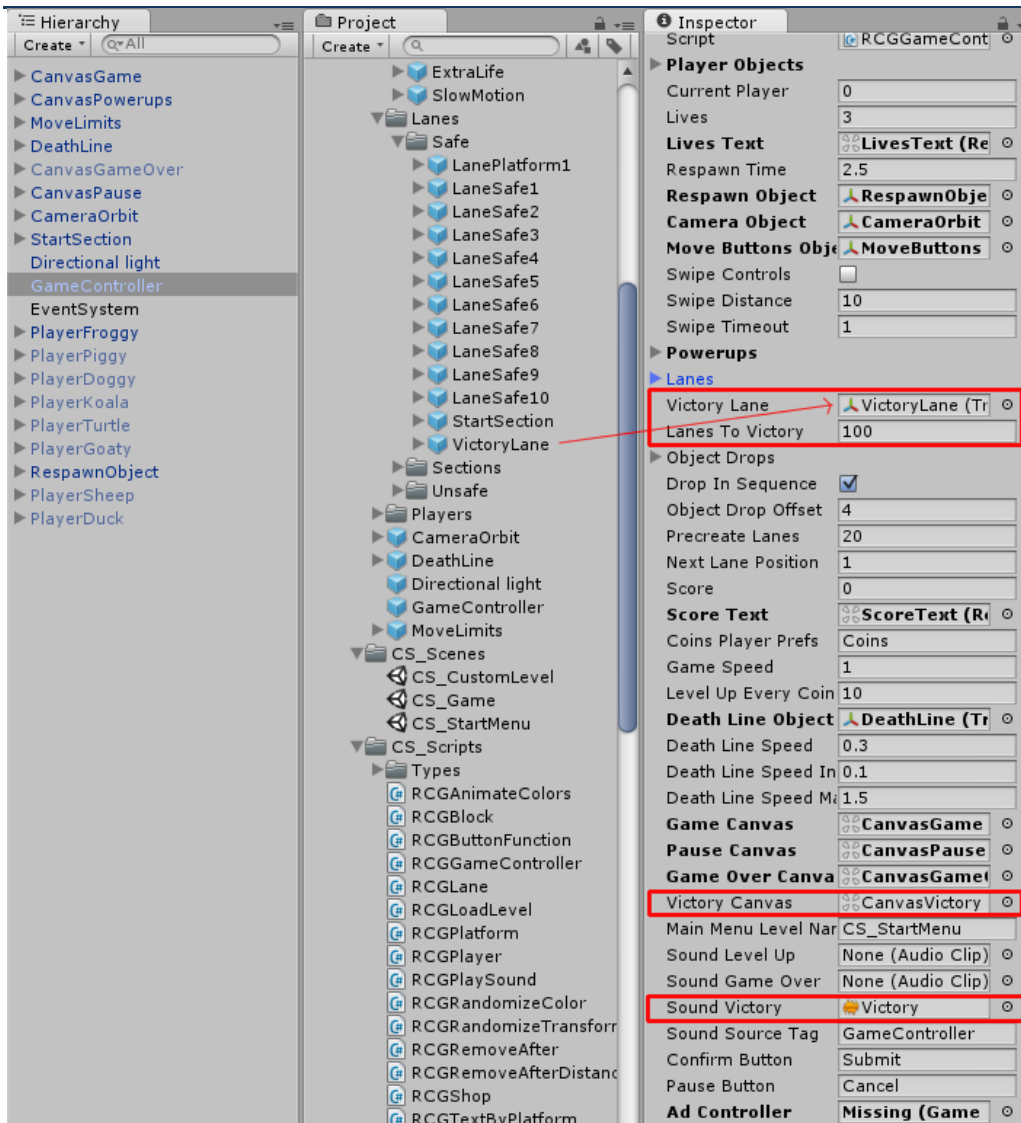 Hierarchy
Create
All
CanvasGame
CanvasPowerups
MoveLimits
DeathLine
CanvasGameOver
CanvasPause
CameraOrbit
StartSection
Directional light
GameController
EventSystem
PlayerFroggy
PlayerPiggy
PlayerDoggy
PlayerKoala
PlayerTurtle
PlayerGoaty
RespawnObject
PlayerSheep
PlayerDuck
Project
Create
ExtraLife
SlowMotion
Lanes
Safe
LanePlatform1
LaneSafe1
LaneSafe2
LaneSafe3
LaneSafe4
LaneSafe5
LaneSafe6
LaneSafe7
LaneSafe8
LaneSafe9
LaneSafe10
StartSection
VictoryLane
Sections
Unsafe
Players
CameraOrbit
DeathLine
Directional light
GameController
MoveLimits
CS_Scenes
CS_CustomLevel
CS_Game
CS_StartMenu
CS_Scripts
Types
RCGAnimateColors
RCGBlock
RCGButtonFunction
RCGGameController
RCGLane
RCGLoadLevel
RCGPlatform
RCGPlayer
RCGPlaySound
RCGRandomizeColor
RCGRandomizeTransforr
RCGRemoveAfter
RCGRemoveAfterDistanc
RCGShop
RCGTextByPlatform
Inspector
Script RCGGameCont
Player Objects
Current Player 0
Lives 3
Lives Text LivesText (Re
Respawn Time 2.5
Respawn Object RespawnObje
Camera Object CameraOrbit
Move Buttons Obje MoveButtons
Swipe Controls
Swipe Distance 10
Swipe Timeout 1
Powerups
Lanes
Victory Lane VictoryLane (Tr
Lanes To Victory 100
Object Drops
Drop In Sequence
Object Drop Offset 4
Precreate Lanes 20
Next Lane Position 1
Score 0
Score Text ScoreText (Re
Coins Player Prefs Coins
Game Speed 1
Level Up Every Coin 10
Death Line Object DeathLine (Tr
Death Line Speed 0.3
Death Line Speed In 0.1
Death Line Speed Ma 1.5
Game Canvas CanvasGame
Pause Canvas CanvasPause
Game Over Canva CanvasGame
Victory Canvas CanvasVictory
Main Menu Level Nar CS_StartMenu
Sound Level Up None (Audio Clip)
Sound Game Over None (Audio Clip)
Sound Victory Victory
Sound Source Tag GameController
Confirm Button Submit
Pause Button Cancel
Ad Controller Missing (Game